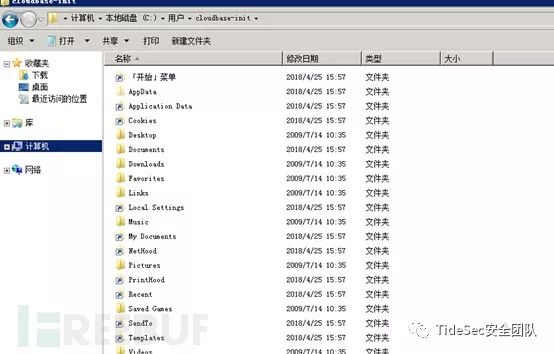 cloudbase-init
计算机 本地磁盘 (C:) 用户 cloudbase-init
组织 打开 共享 打印 新建文件夹
收藏夹
下载
桌面
最近访问的位置
库
计算机
网络
名称 修改日期 类型 大小
「开始」菜单 2018/4/25 15:57 文件夹
AppData 2018/4/25 15:57 文件夹
Application Data 2018/4/25 15:57 文件夹
Cookies 2018/4/25 15:57 文件夹
Desktop 2009/7/14 10:35 文件夹
Documents 2018/4/25 15:57 文件夹
Downloads 2009/7/14 10:35 文件夹
Favorites 2009/7/14 10:35 文件夹
Links 2009/7/14 10:35 文件夹
Local Settings 2018/4/25 15:57 文件夹
Music 2009/7/14 10:35 文件夹
My Documents 2018/4/25 15:57 文件夹
NetHood 2018/4/25 15:57 文件夹
Pictures 2009/7/14 10:35 文件夹
PrintHood 2018/4/25 15:57 文件夹
Recent 2018/4/25 15:57 文件夹
Saved Games 2009/7/14 10:35 文件夹
SendTo 2018/4/25 15:57 文件夹
Templates 2018/4/25 15:57 文件夹
Videos 2009/7/14 10:35 文件夹
FREEBUF
TideSec安全团队